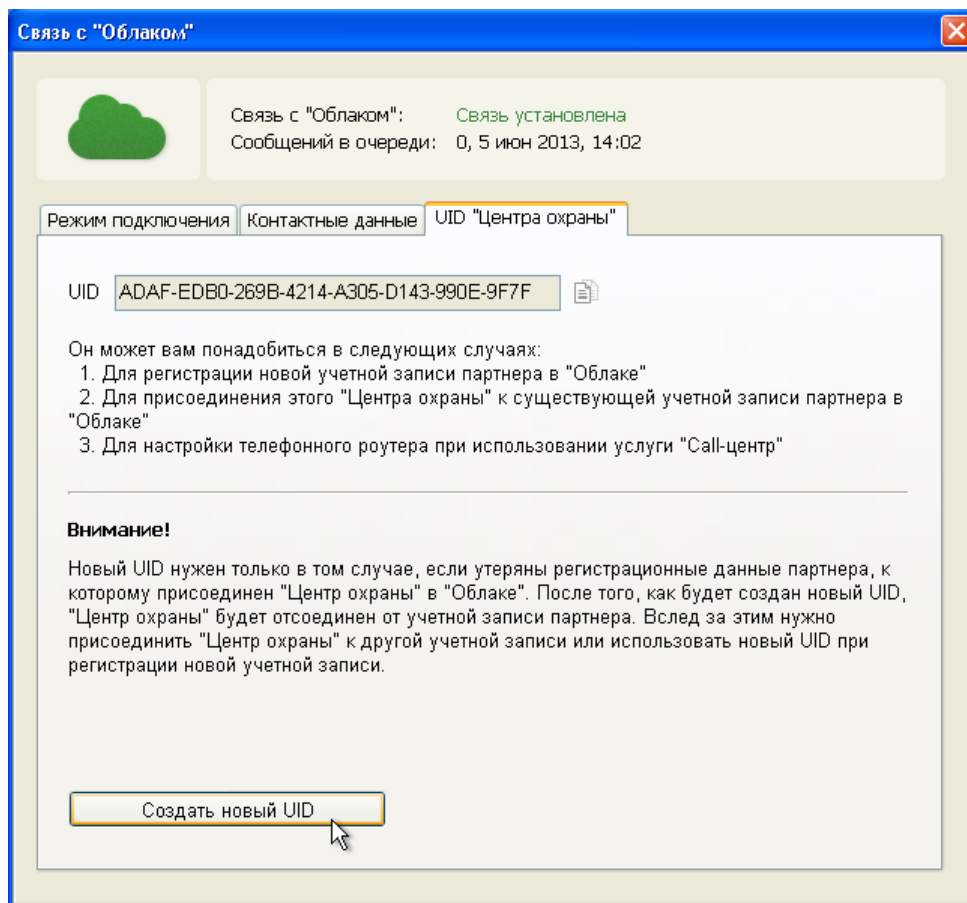 Связь с "Облаком"
Связь с "Облаком": Связь установлена
Сообщений в очереди: 0, 5 июн 2013, 14:02
Режим подключения Контактные данные UID "Центра охраны"
UID ADAF-EDB0-269B-4214-A305-D143-990E-9F7F
Он может вам понадобиться в следующих случаях:
1. Для регистрации новой учетной записи партнера в "Облаке"
2. Для присоединения этого "Центра охраны" к существующей учетной записи партнера в
"Облаке"
3. Для настройки телефонного роутера при использовании услуги "Call-центр"
Внимание!
Новый UID нужен только в том случае, если утеряны регистрационные данные партнера, к
которому присоединен "Центр охраны" в "Облаке". После того, как будет создан новый UID,
"Центр охраны" будет отсоединен от учетной записи партнера. Вслед за этим нужно
присоединить "Центр охраны" к другой учетной записи или использовать новый UID при
регистрации новой учетной записи.
Создать новый UID